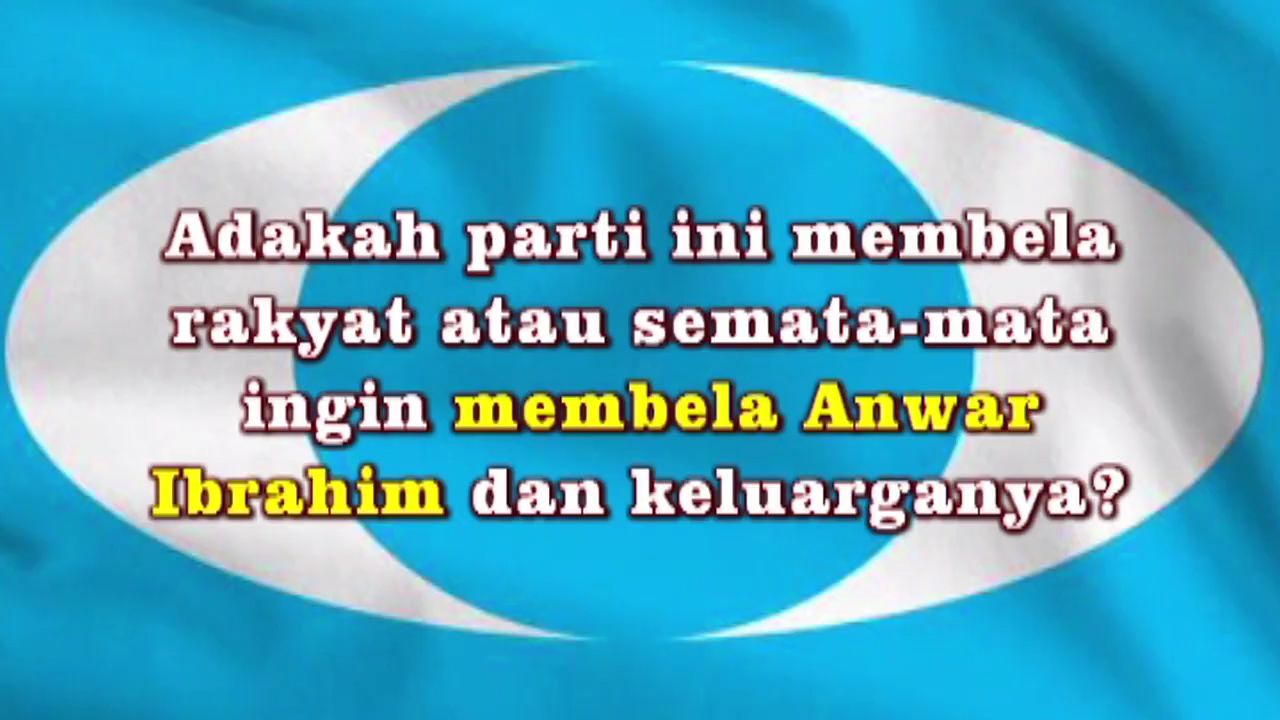 Adakah parti ini membela
rakyat atau semata-mata
ingin membela Anwar
Ibrahim dan keluarganya?